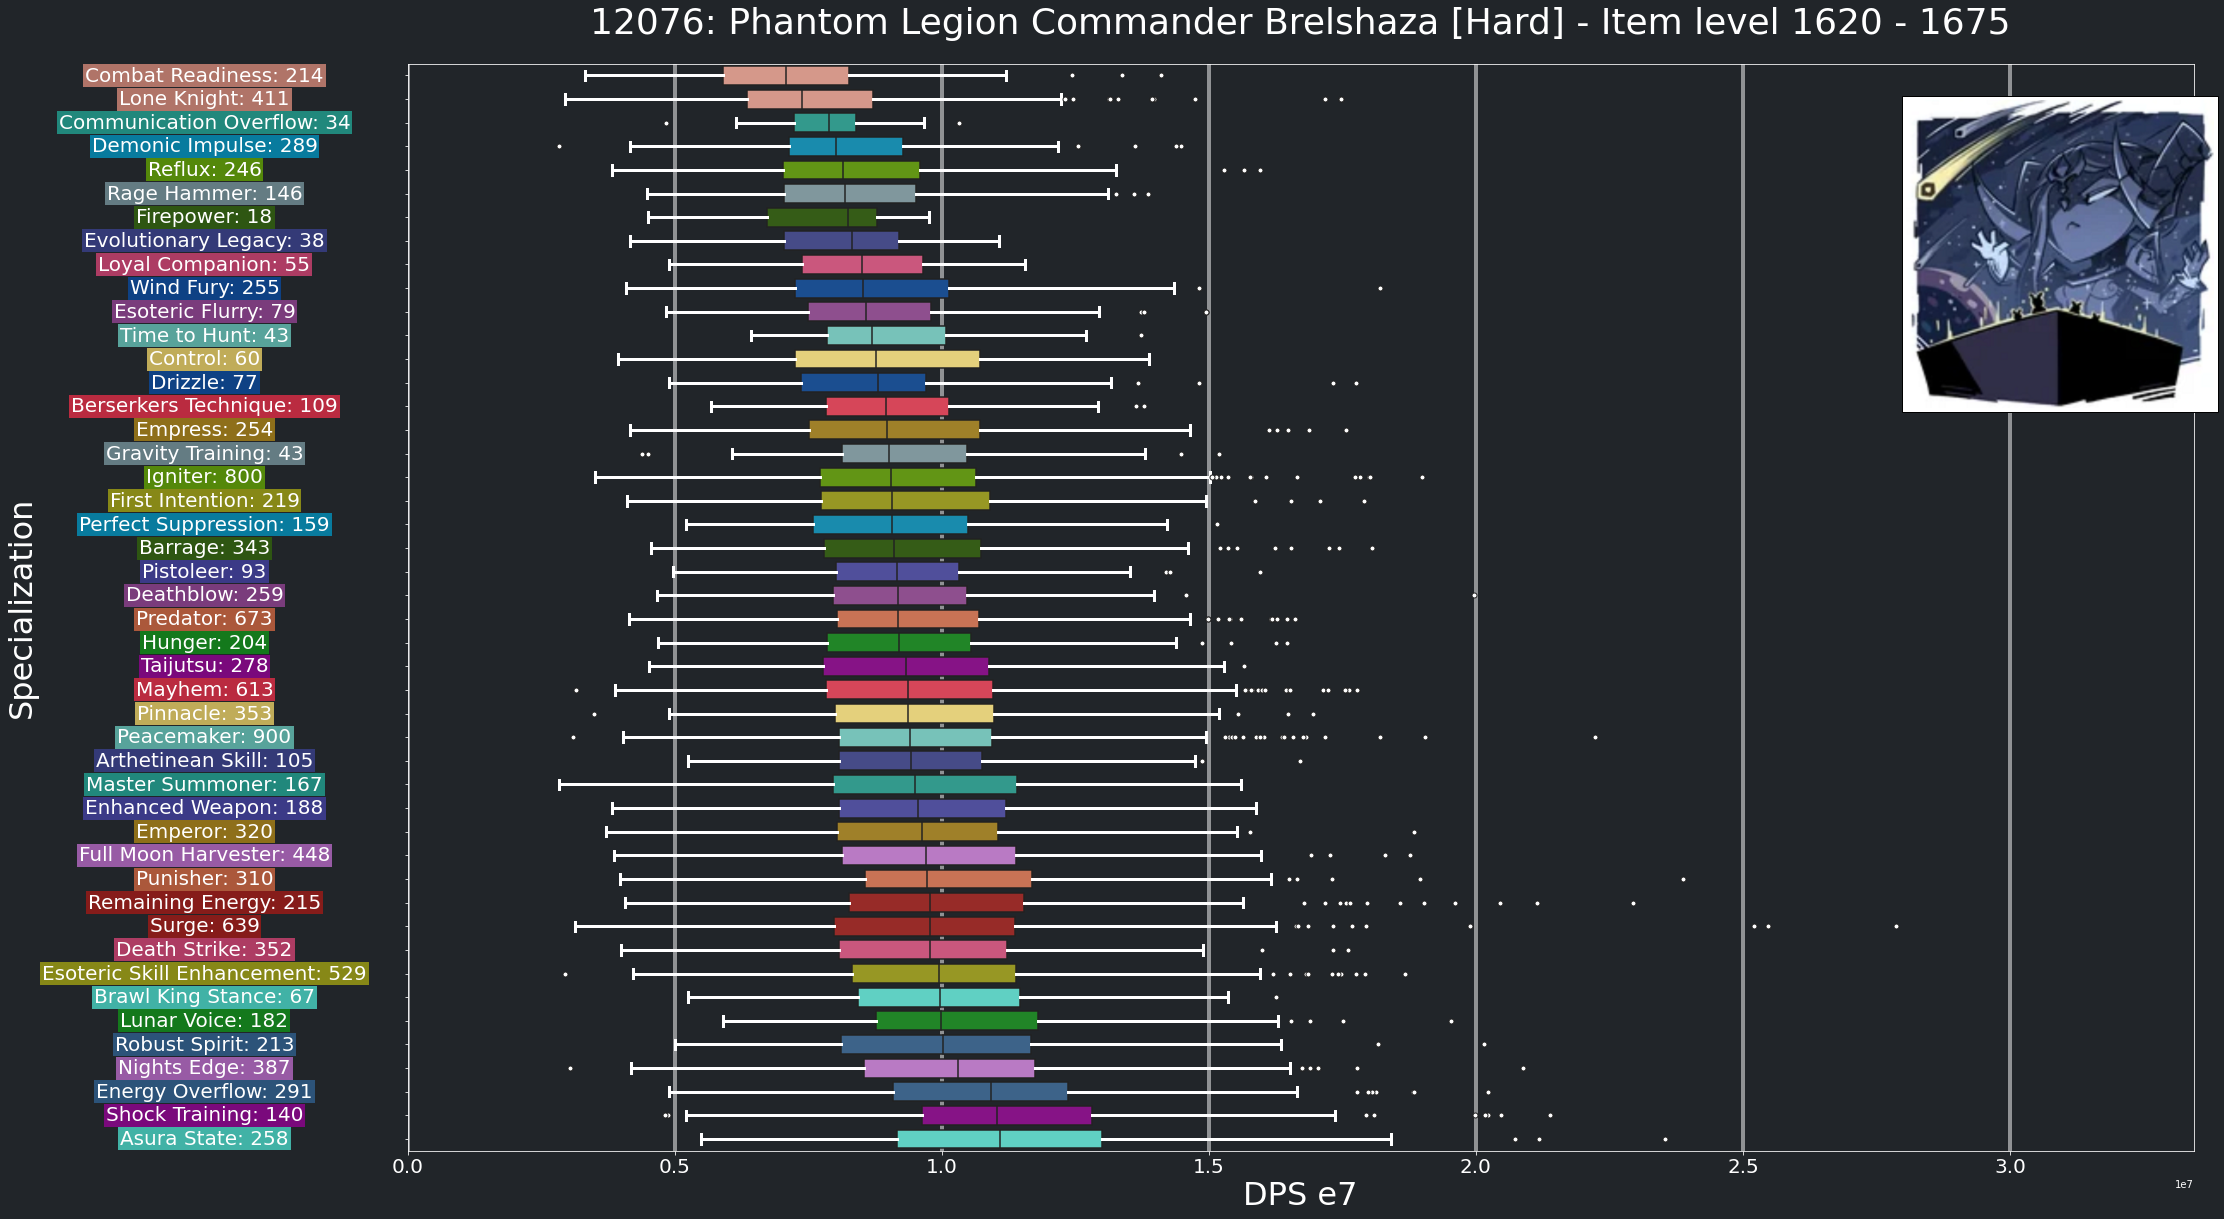 12076: Phantom Legion Commander Brelshaza [Hard] - Item level 1620 - 1675
Specialization
Combat Readiness: 214
Lone Knight: 411
Communication Overflow: 34
Demonic Impulse: 289
Reflux: 246
Rage Hammer: 146
Firepower: 18
Evolutionary Legacy: 38
Loyal Companion: 55
Wind Fury: 255
Esoteric Flurry: 79
Time to Hunt: 43
Control: 60
Drizzle: 77
Berserkers Technique: 109
Empress: 254
Gravity Training: 43
Igniter: 800
First Intention: 219
Perfect Suppression: 159
Barrage: 343
Pistoleer: 93
Deathblow: 259
Predator: 673
Hunger: 204
Taijutsu: 278
Mayhem: 613
Pinnacle: 353
Peacemaker: 900
Arthetinean Skill: 105
Master Summoner: 167
Enhanced Weapon: 188
Emperor: 320
Full Moon Harvester: 448
Punisher: 310
Remaining Energy: 215
Surge: 639
Death Strike: 352
Esoteric Skill Enhancement: 529
Brawl King Stance: 67
Lunar Voice: 182
Robust Spirit: 213
Nights Edge: 387
Energy Overflow: 291
Shock Training: 140
Asura State: 258
0.0 0.5 1.0 1.5 2.0 2.5 3.0
DPS e7
1e7